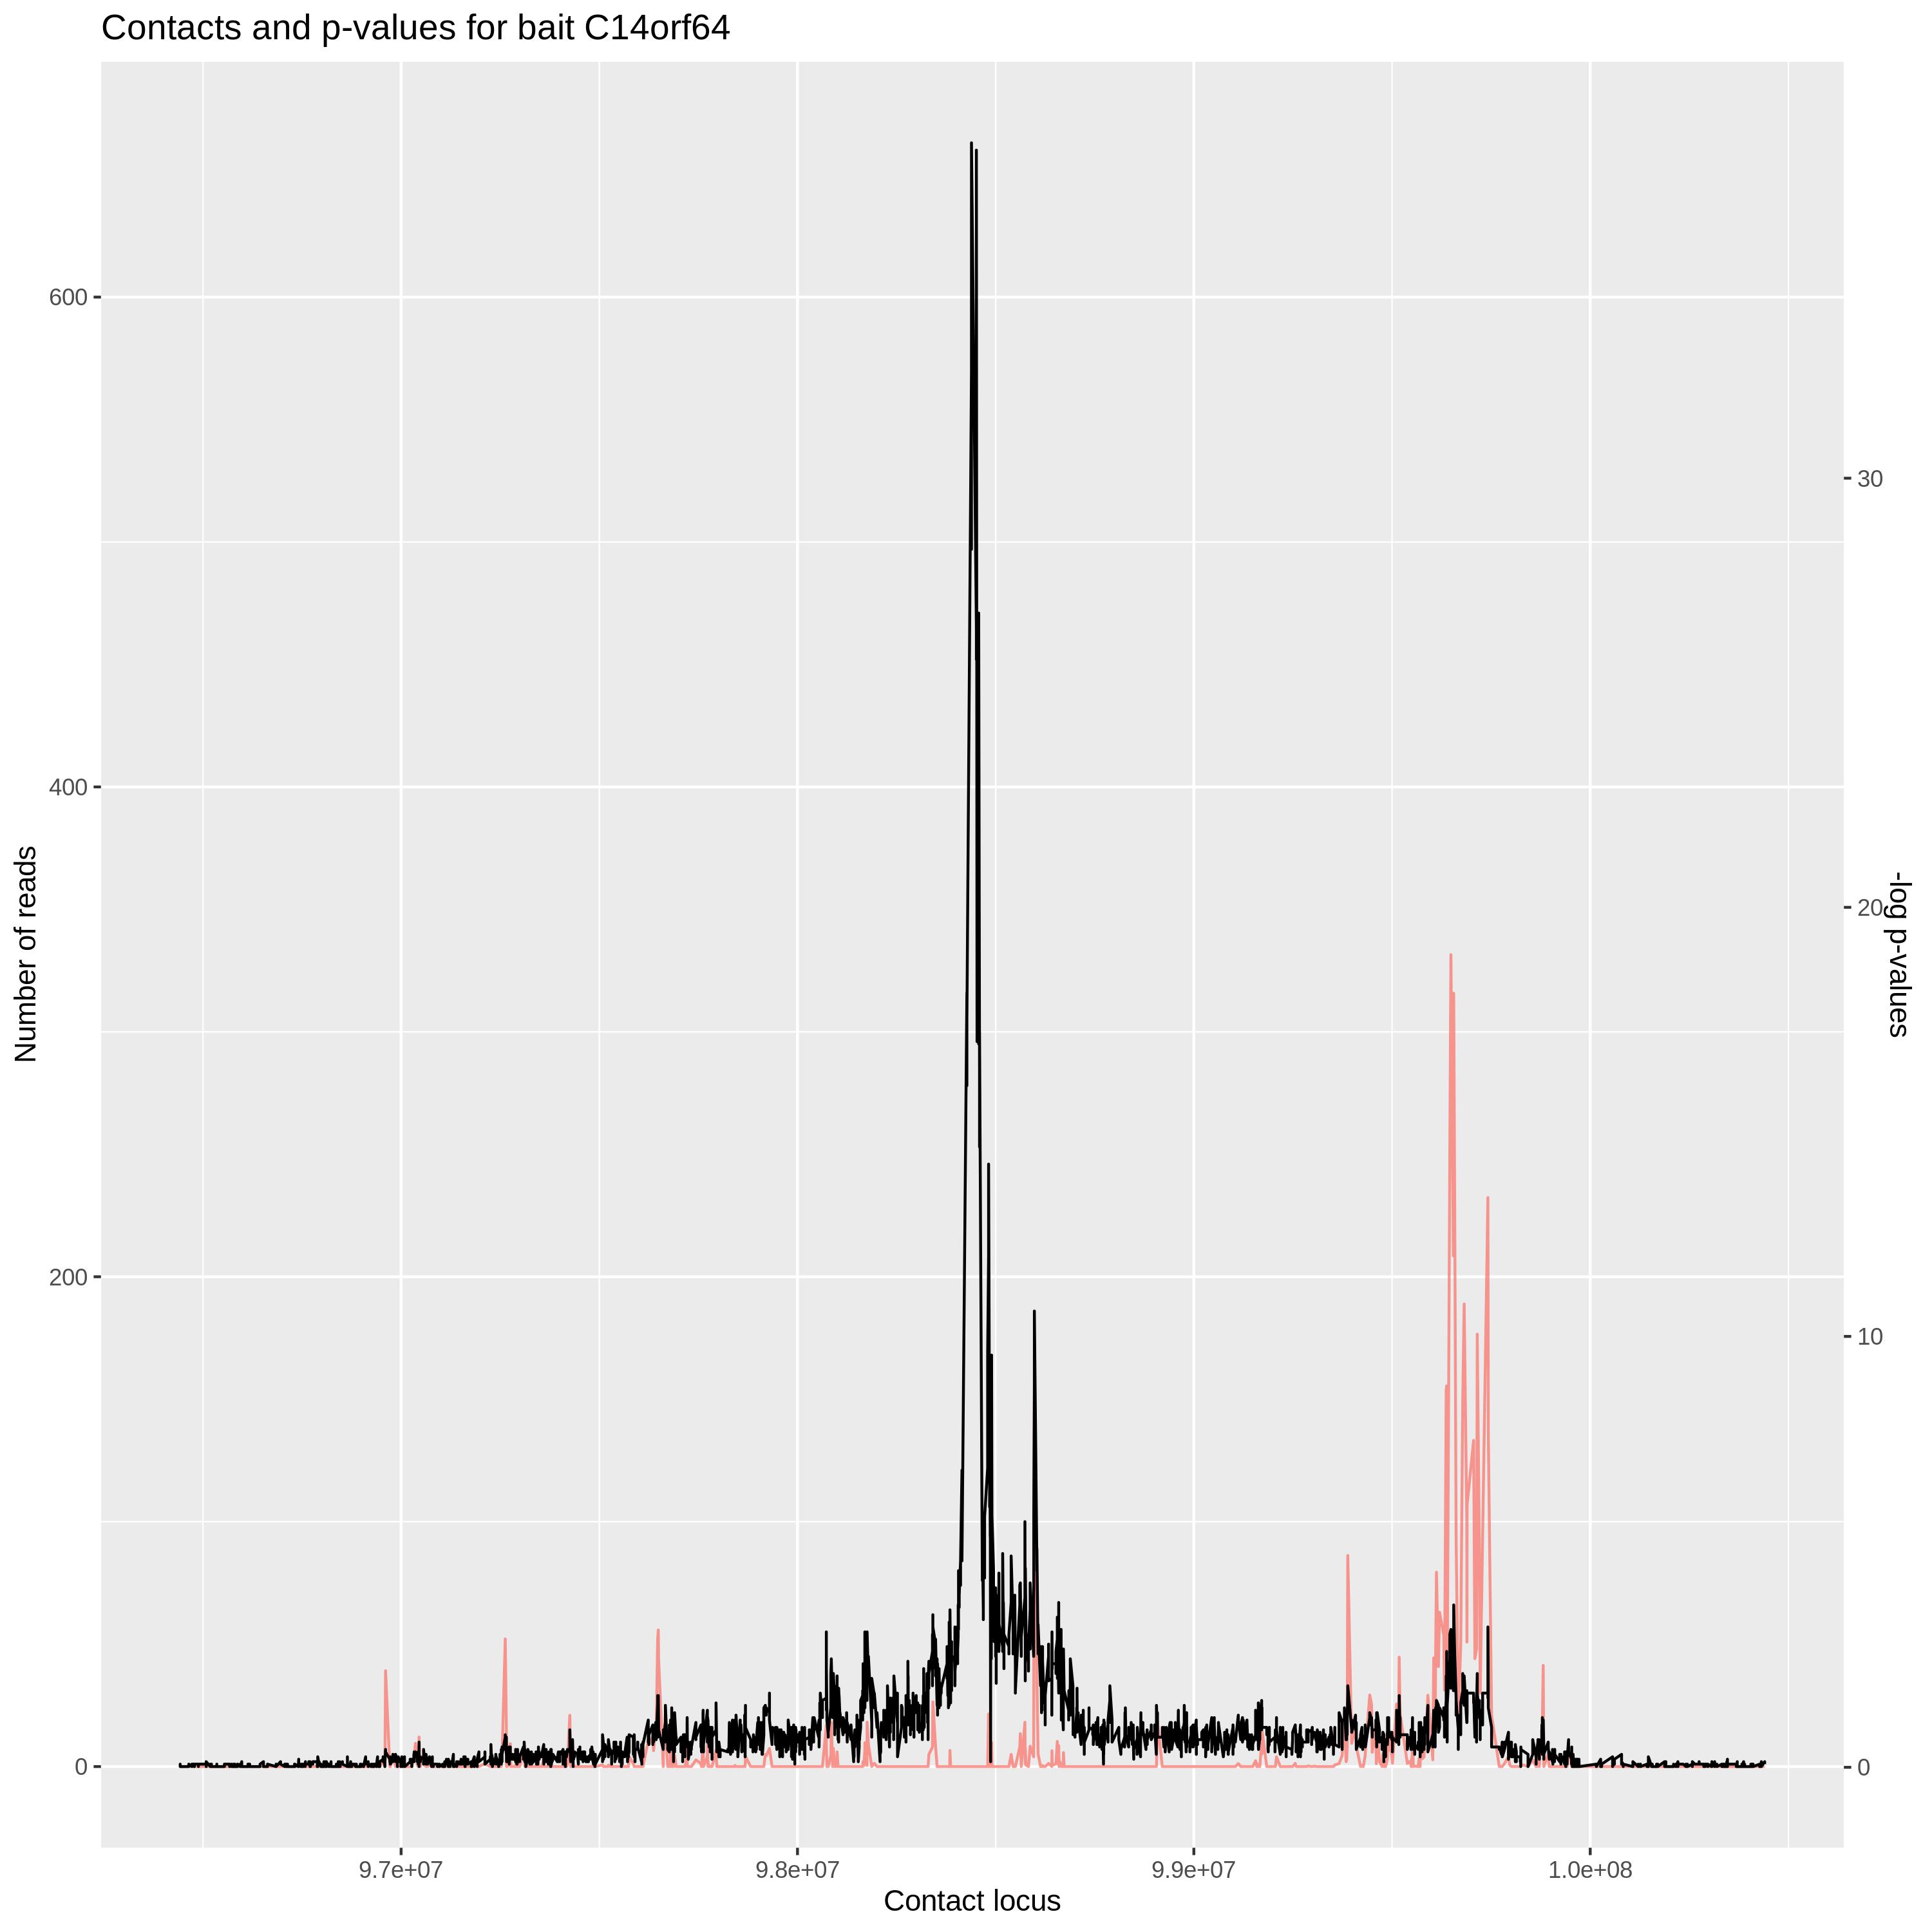 Contacts and p-values for bait C14orf64
600
400
200
0
Number of reads
30
20
10
0
-log p-values
9.7e+07
9.8e+07
9.9e+07
1.0e+08
Contact locus